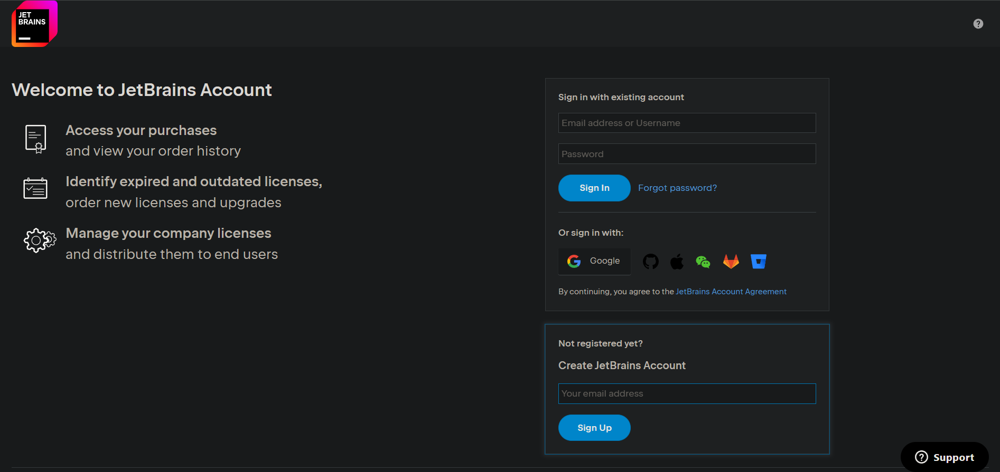 JET
BRAINS
Welcome to JetBrains Account
Access your purchases
and view your order history
Identify expired and outdated licenses,
order new licenses and upgrades
Manage your company licenses
and distribute them to end users
Sign in with existing account
Email address or Username
Password
Sign In Forgot password?
Or sign in with:
Google
By continuing, you agree to the JetBrains Account Agreement
Not registered yet?
Create JetBrains Account
Your email address
Sign Up
Support